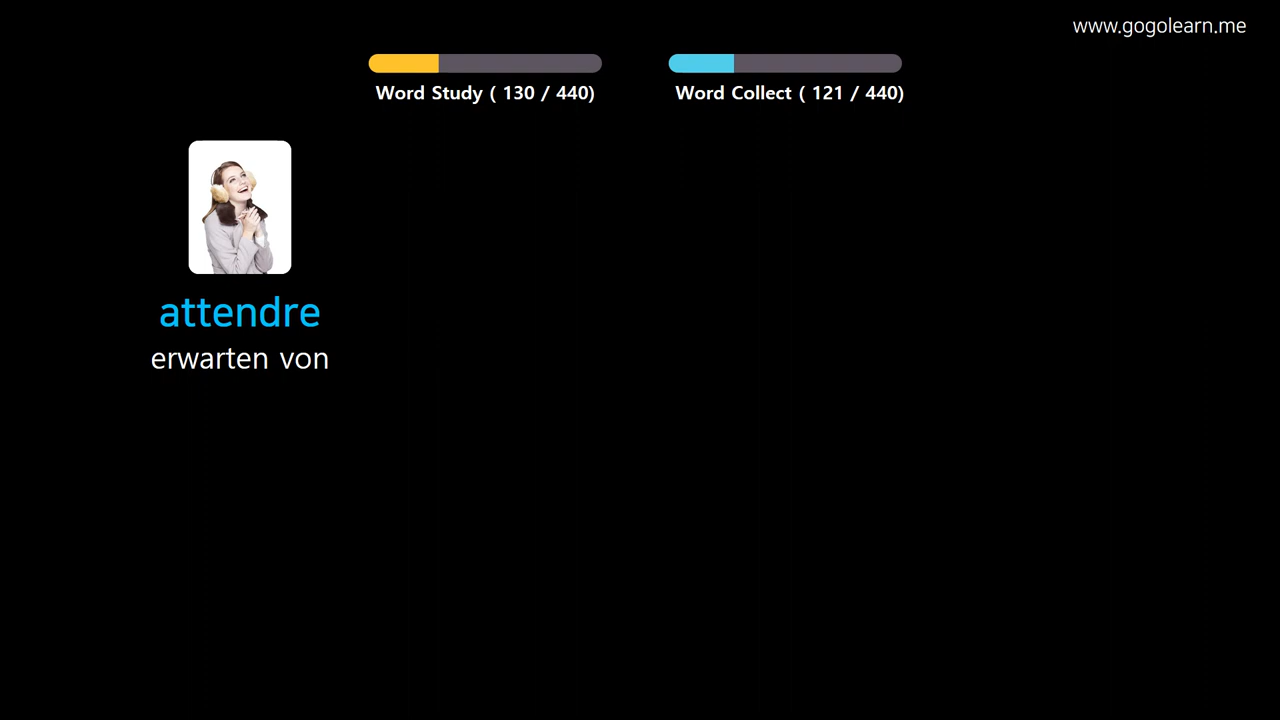 www.gogolearn.me
Word Study ( 130 / 440)
Word Collect ( 121 / 440)
attendre
erwarten von